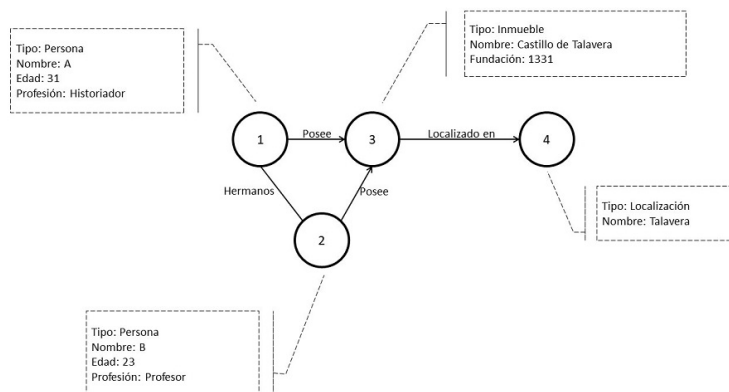 Tipo: Persona
Nombre: A
Edad: 31
Profesión: Historiador
Tipo: Inmueble
Nombre: Castillo de Talavera
Fundación: 1331
1
Posee
3
Localizado en
4
Hermanos
Posee
2
Tipo: Localización
Nombre: Talavera
Tipo: Persona
Nombre: B
Edad: 23
Profesión: Profesor